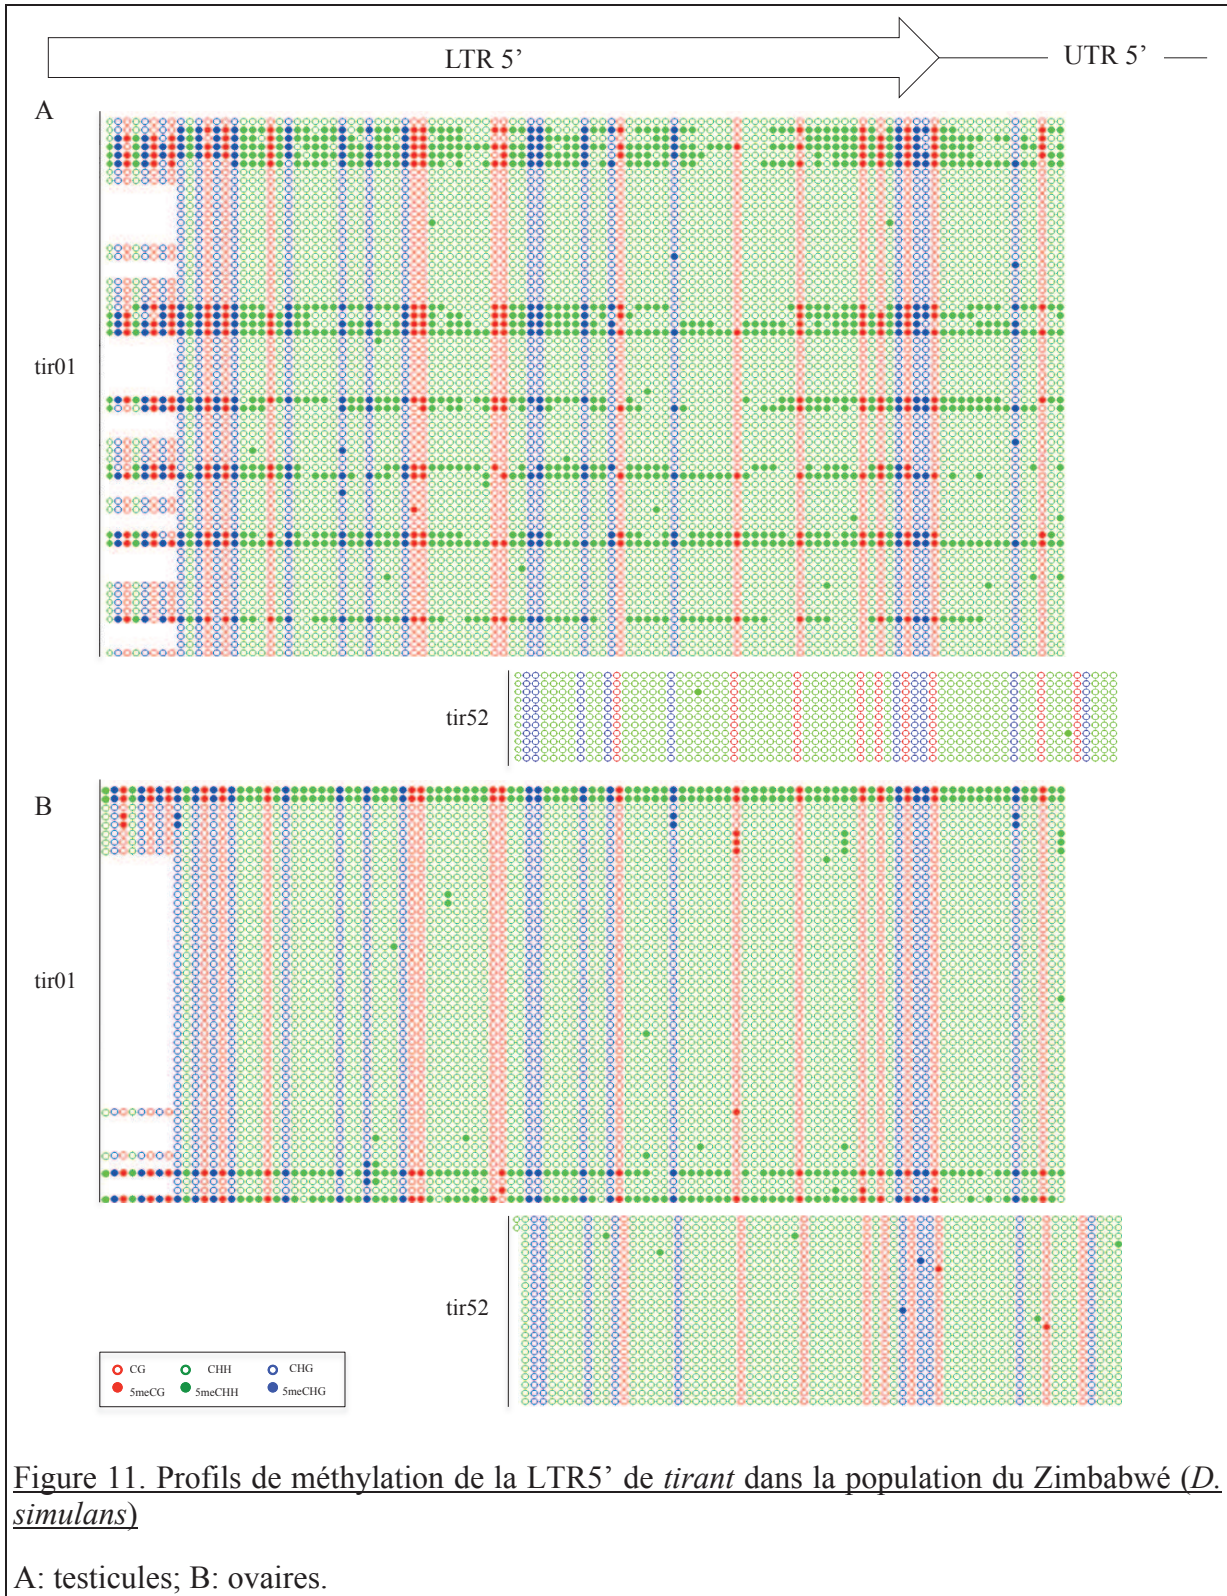 LTR 5’
UTR 5’
A
tir01
tir52
B
tir01
tir52
CG CHH CHG
5meCG 5meCHH 5meCHG
Figure 11. Profils de méthylation de la LTR5’ de tirant dans la population du Zimbabwé (D.
simulans)
A: testicules; B: ovaires.